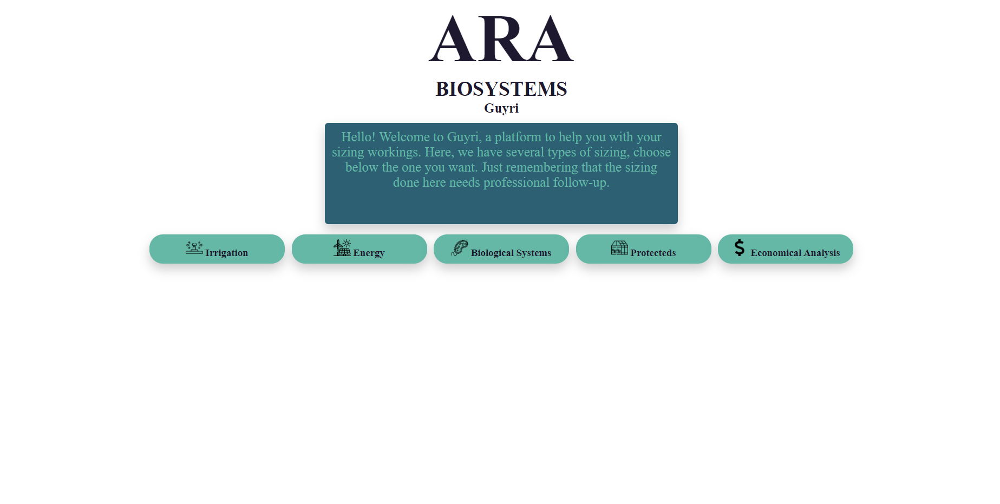 ARA
BIOSYSTEMS
Guyri
Hello! Welcome to Guyri, a platform to help you with your
sizing workings. Here, we have several types of sizing, choose
below the one you want. Just remembering that the sizing
done here needs professional follow-up.
Irrigation
Energy
Biological Systems
Protecteds
Economical Analysis